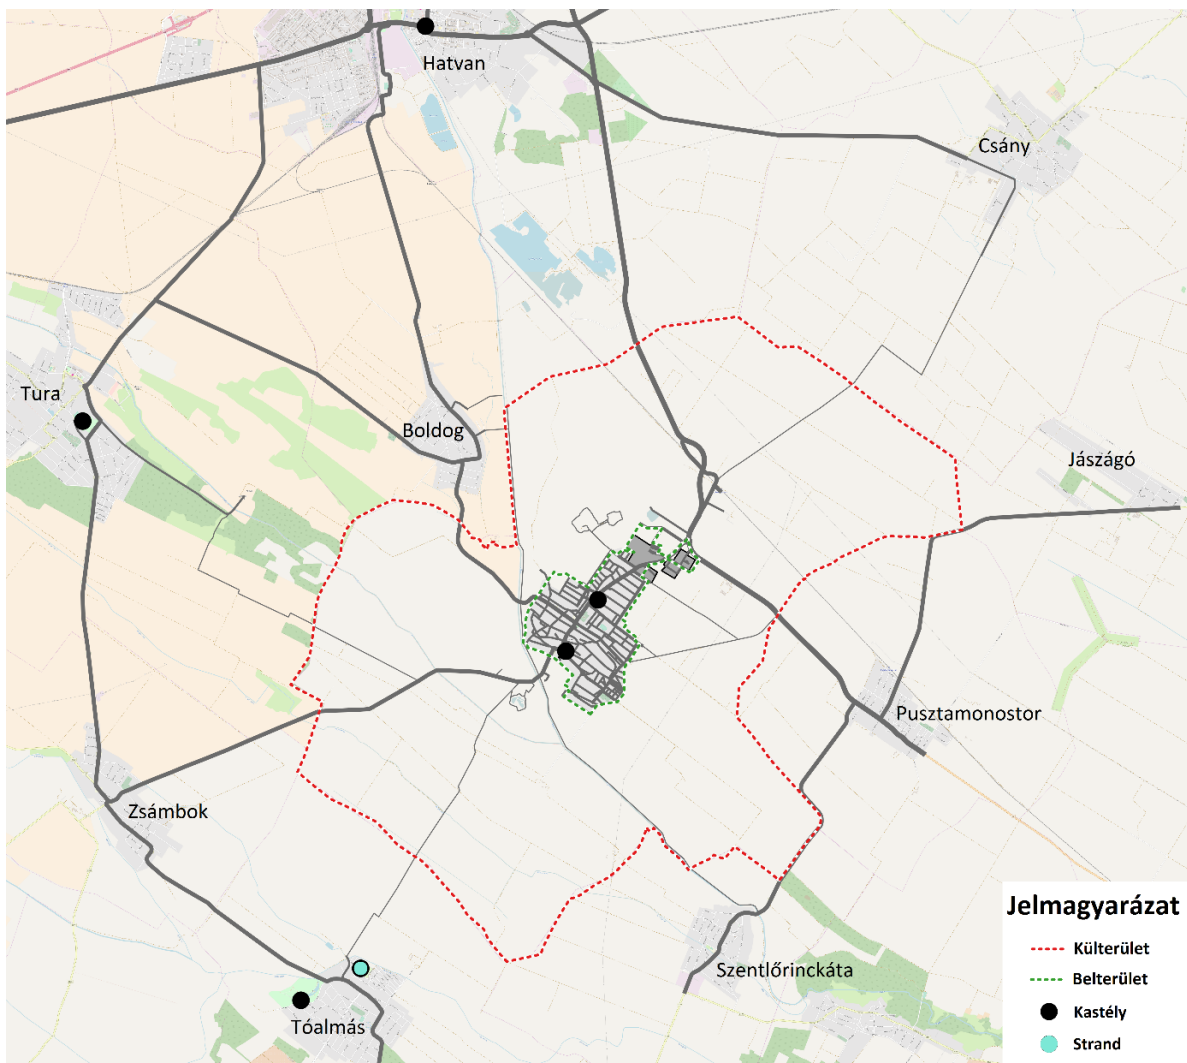 Hatvan
Csány
Tura
Boldog
Jászágó
Pusztamonostor
Zsámbok
Szentlőrinckáta
Tóalmás
Jelmagyarázat
Külterület
Belterület
Kastély
Strand